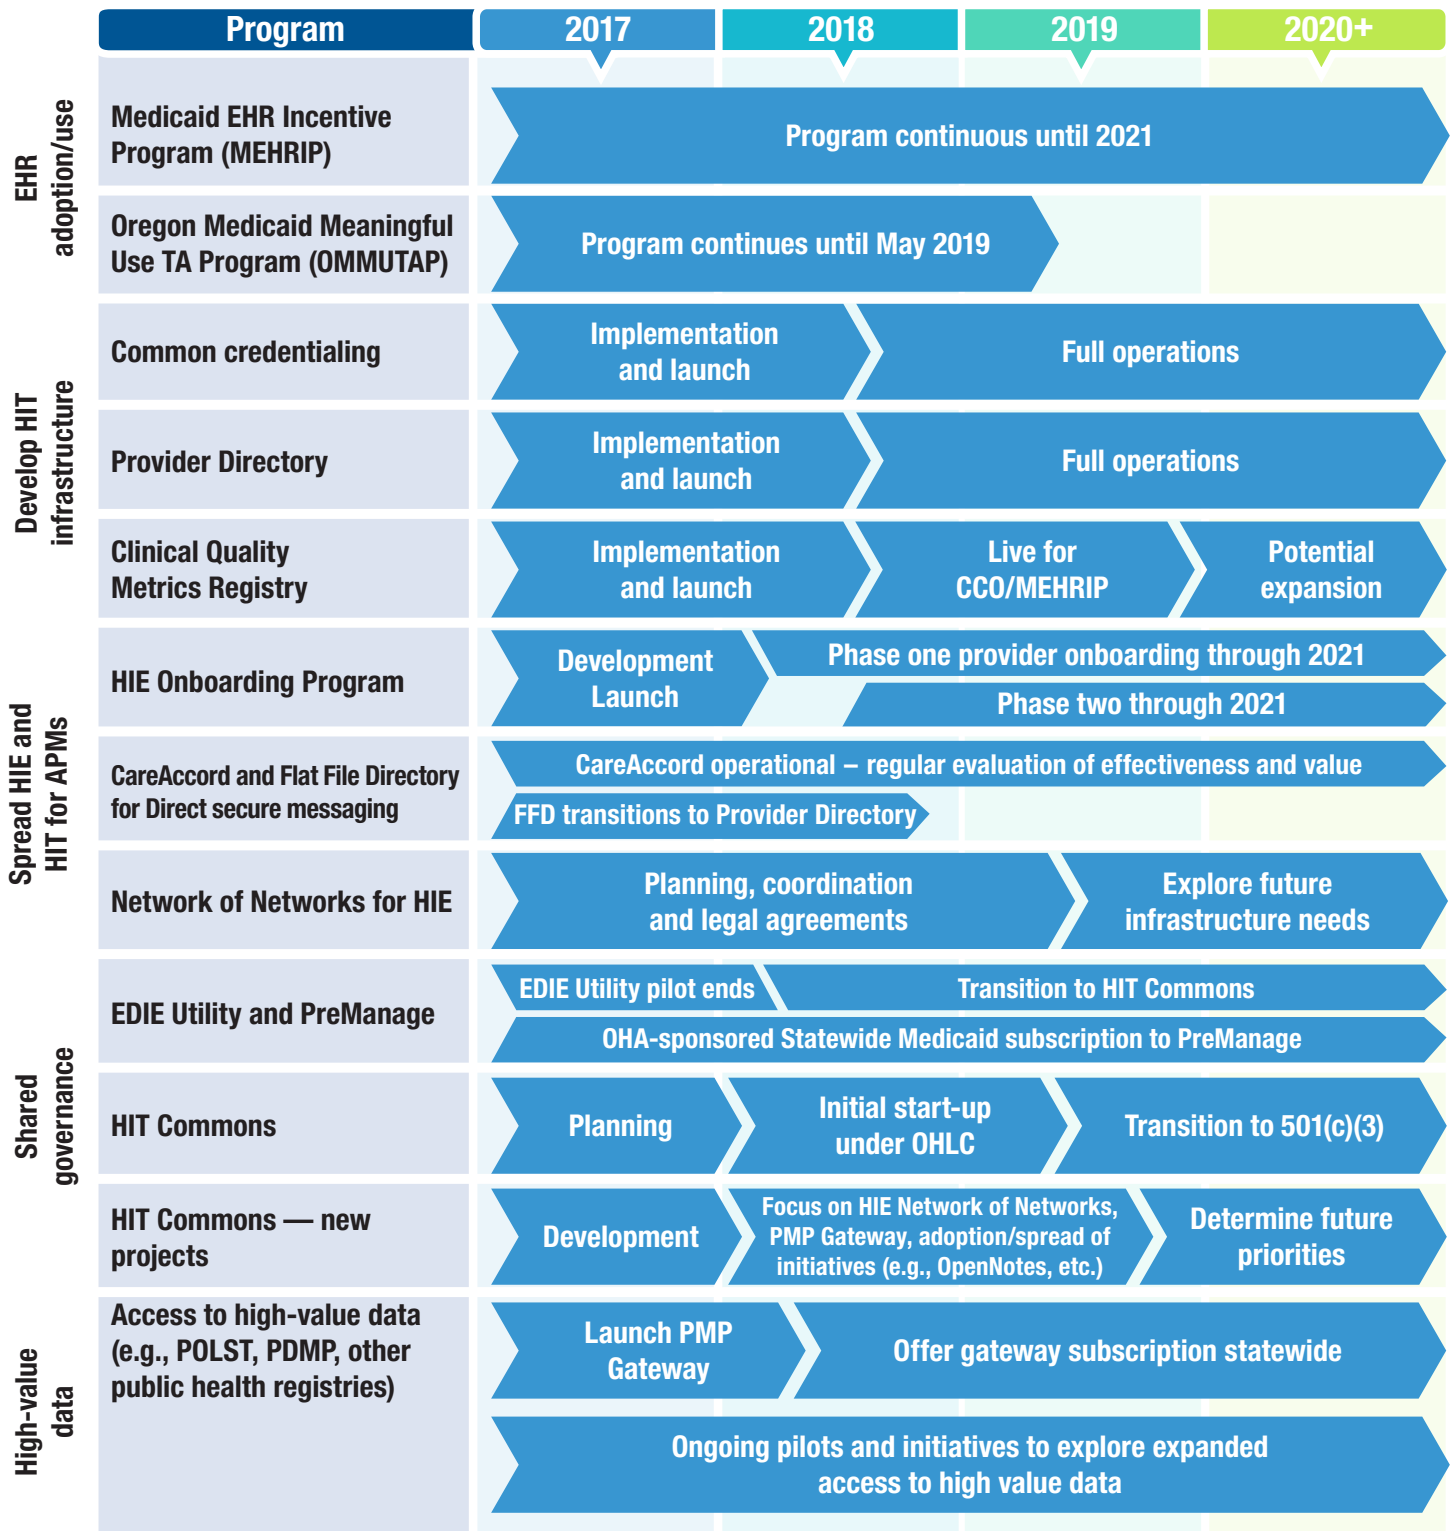 Program
2017
2018
2019
2020+
EHR
adoption/use
Medicaid EHR Incentive
Program (MEHRIP)
Program continuous until 2021
Oregon Medicaid Meaningful
Use TA Program (OMMUTAP)
Program continues until May 2019
Develop HIT
infrastructure
Common credentialing
Implementation
and launch
Full operations
Provider Directory
Implementation
and launch
Full operations
Clinical Quality
Metrics Registry
Implementation
and launch
Live for
CCO/MEHRIP
Potential
expansion
Spread HIE and
HIT for APMs
HIE Onboarding Program
Development
Launch
Phase one provider onboarding through 2021
Phase two through 2021
CareAccord and Flat File Directory
for Direct secure messaging
CareAccord operational – regular evaluation of effectiveness and value
FFD transitions to Provider Directory
Network of Networks for HIE
Planning, coordination
and legal agreements
Explore future
infrastructure needs
Shared
governance
EDIE Utility and PreManage
EDIE Utility pilot ends
Transition to HIT Commons
OHA-sponsored Statewide Medicaid subscription to PreManage
HIT Commons
Planning
Initial start-up
under OHLC
Transition to 501(c)(3)
HIT Commons — new
projects
Development
Focus on HIE Network of Networks,
PMP Gateway, adoption/spread of
initiatives (e.g., OpenNotes, etc.)
Determine future
priorities
High-value
data
Access to high-value data
(e.g., POLST, PDMP, other
public health registries)
Launch PMP
Gateway
Offer gateway subscription statewide
Ongoing pilots and initiatives to explore expanded
access to high value data